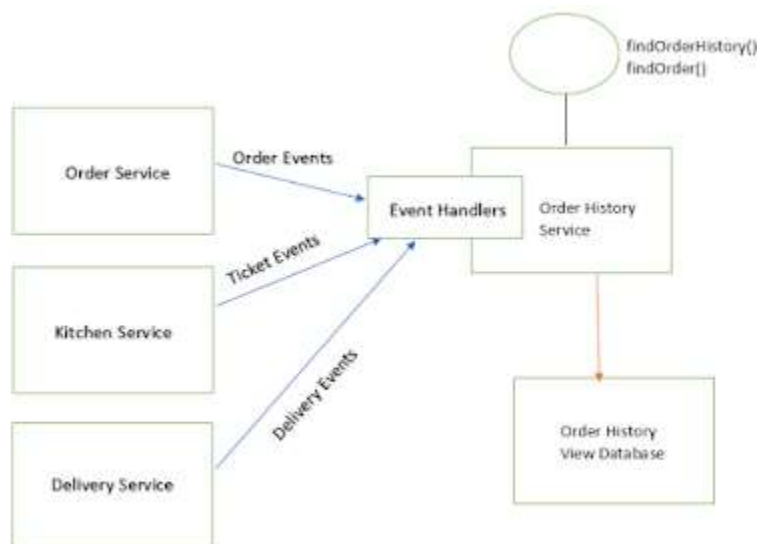 findOrderHistory()
findOrder()
Order Service
Order Events
Event Handlers
Order History
Service
Ticket Events
Kitchen Service
Delivery Events
Order History
View Database
Delivery Service